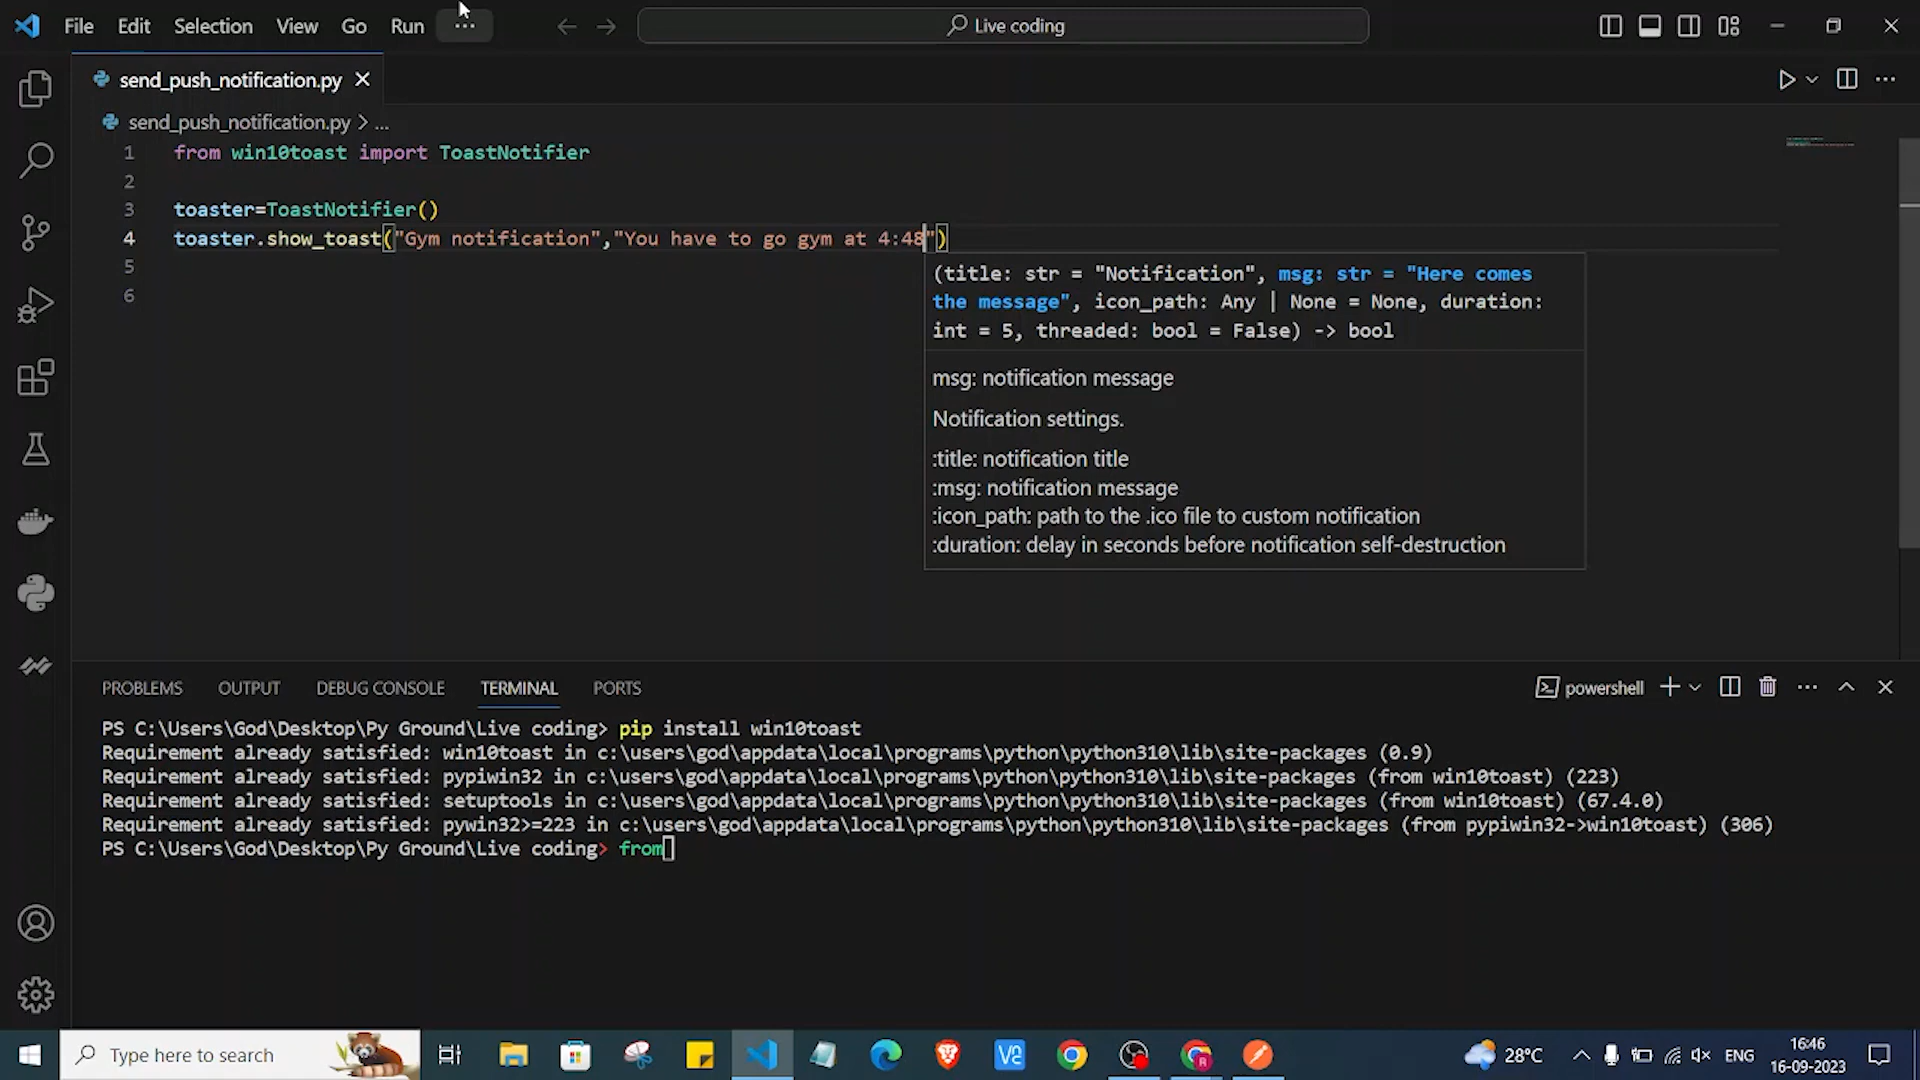 File Edit Selection View Go Run ... Live coding
send_push_notification.py
send_push_notification.py > ...
1 from win10toast import ToastNotifier
2
3 toaster=ToastNotifier()
4 toaster.show_toast("Gym notification","You have to go gym at 4:48")
5
6
(title: str = "Notification", msg: str = "Here comes
the message", icon_path: Any | None = None, duration:
int = 5, threaded: bool = False) -> bool
msg: notification message
Notification settings.
:title: notification title
:msg: notification message
:icon_path: path to the .ico file to custom notification
:duration: delay in seconds before notification self-destruction
PROBLEMS OUTPUT DEBUG CONSOLE TERMINAL PORTS powershell
PS C:\Users\God\Desktop\Py Ground\Live coding> pip install win10toast
Requirement already satisfied: win10toast in c:\users\god\appdata\local\programs\python\python310\lib\site-packages (0.9)
Requirement already satisfied: pypiwin32 in c:\users\god\appdata\local\programs\python\python310\lib\site-packages (from win10toast) (223)
Requirement already satisfied: setuptools in c:\users\god\appdata\local\programs\python\python310\lib\site-packages (from win10toast) (67.4.0)
Requirement already satisfied: pywin32>=223 in c:\users\god\appdata\local\programs\python\python310\lib\site-packages (from pypiwin32->win10toast) (306)
PS C:\Users\God\Desktop\Py Ground\Live coding> from
Type here to search 28°C ENG 16:46
16-09-2023